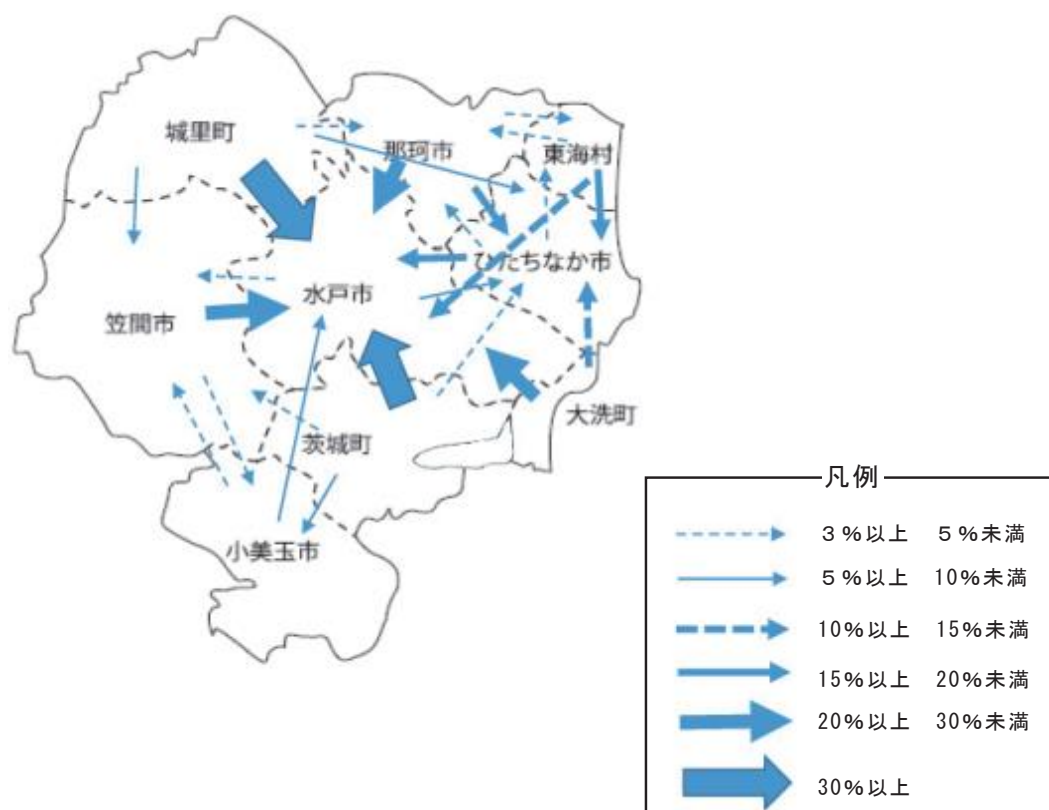 城里町
那珂市
東海村
ひたちなか市
水戸市
笠間市
大洗町
茨城町
小美玉市
凡例
３％以上 ５％未満
５％以上 10％未満
10％以上 15％未満
15％以上 20％未満
20％以上 30％未満
30％以上